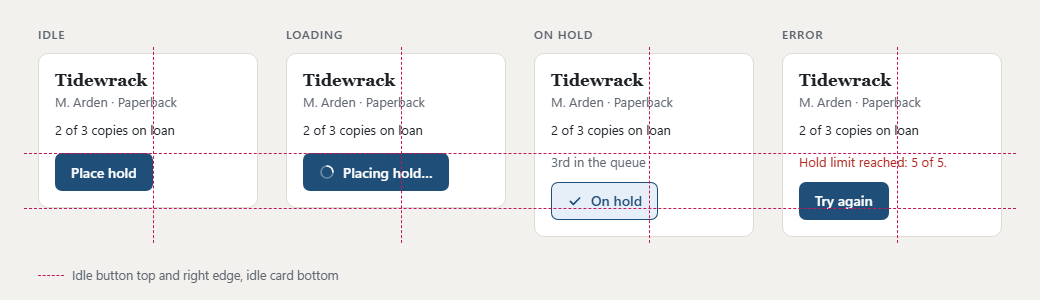 IDLE
Tidewrack
M. Arden · Paperback
2 of 3 copies on loan
Place hold
LOADING
Tidewrack
M. Arden · Paperback
2 of 3 copies on loan
Placing hold...
ON HOLD
Tidewrack
M. Arden · Paperback
2 of 3 copies on loan
3rd in the queue
On hold
ERROR
Tidewrack
M. Arden · Paperback
2 of 3 copies on loan
Hold limit reached: 5 of 5.
Try again
Idle button top and right edge, idle card bottom